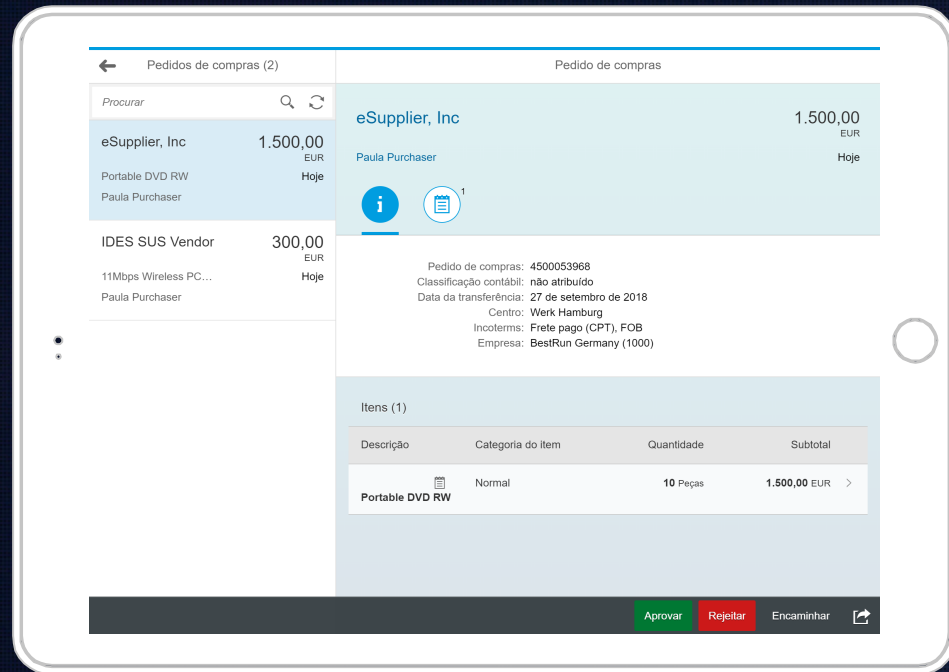 Pedidos de compras (2)
Procurar
eSupplier, Inc 1.500,00
EUR
Portable DVD RW Hoje
Paula Purchaser
IDES SUS Vendor 300,00
EUR
11Mbps Wireless PC... Hoje
Paula Purchaser
Pedido de compras
eSupplier, Inc 1.500,00
EUR
Paula Purchaser Hoje
i 1
Pedido de compras: 4500053968
Classificação contábil: não atribuído
Data da transferência: 27 de setembro de 2018
Centro: Werk Hamburg
Incoterms: Frete pago (CPT), FOB
Empresa: BestRun Germany (1000)
Itens (1)
Descrição Categoria do item Quantidade Subtotal
Normal 10 Peças 1.500,00 EUR
Portable DVD RW
Aprovar Rejeitar Encaminhar